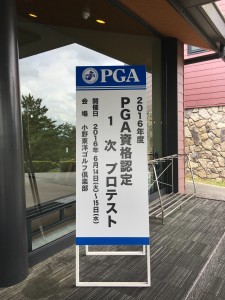 PGA
2016年度
PGA資格認定
1次 プロテスト
開催日 2016年 6月14日(火)~15日(水)
会場 小野東洋ゴルフ倶楽部